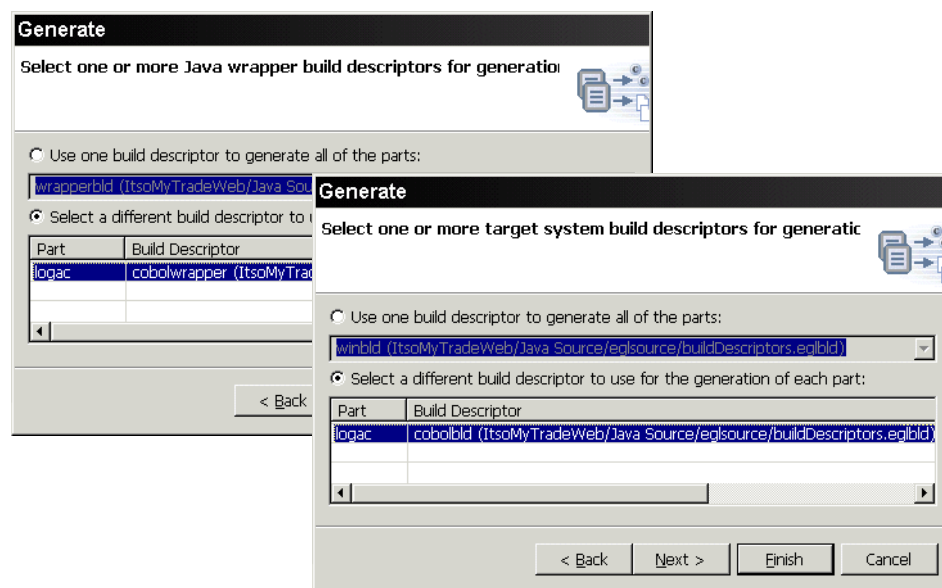 Generate
Select one or more Java wrapper build descriptors for generatio
Use one build descriptor to generate all of the parts:
wrapperbld (ItsoMyTradeWeb/Java Sou
Select a different build descriptor to
Part Build Descriptor
logac cobolwrapper (ItsoMyTrad
< Back
Generate
Select one or more target system build descriptors for generatic
Use one build descriptor to generate all of the parts:
winbld (ItsoMyTradeWeb/Java Source/eglsource/buildDescriptors.eglbld)
Select a different build descriptor to use for the generation of each part:
Part Build Descriptor
logac cobolbld (ItsoMyTradeWeb/Java Source/eglsource/buildDescriptors.eglbld)
< Back Next > Finish Cancel